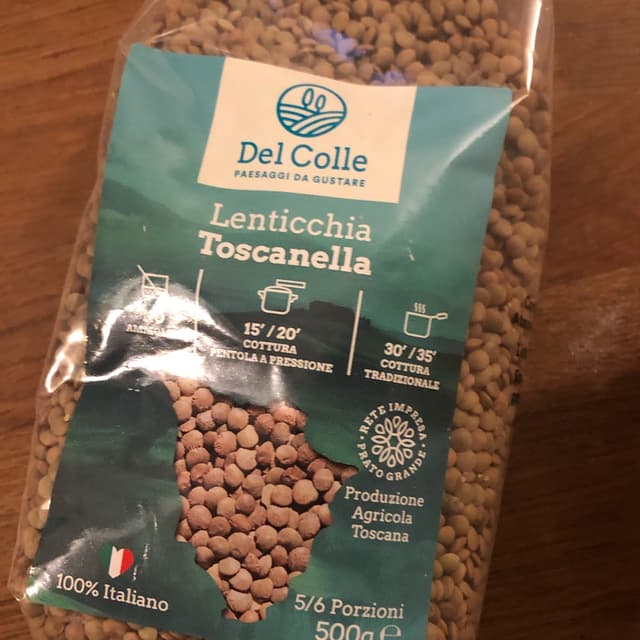 Del Colle
PAESAGGI DA GUSTARE
Lenticchia
Toscanella
15' / 20'
COTTURA
PENTOLA A PRESSIONE
30' / 35'
COTTURA
TRADIZIONALE
RETE IMPRESA
PRATO GRANDE
Produzione
Agricola
Toscana
100% Italiano
5/6 Porzioni
500g ℮